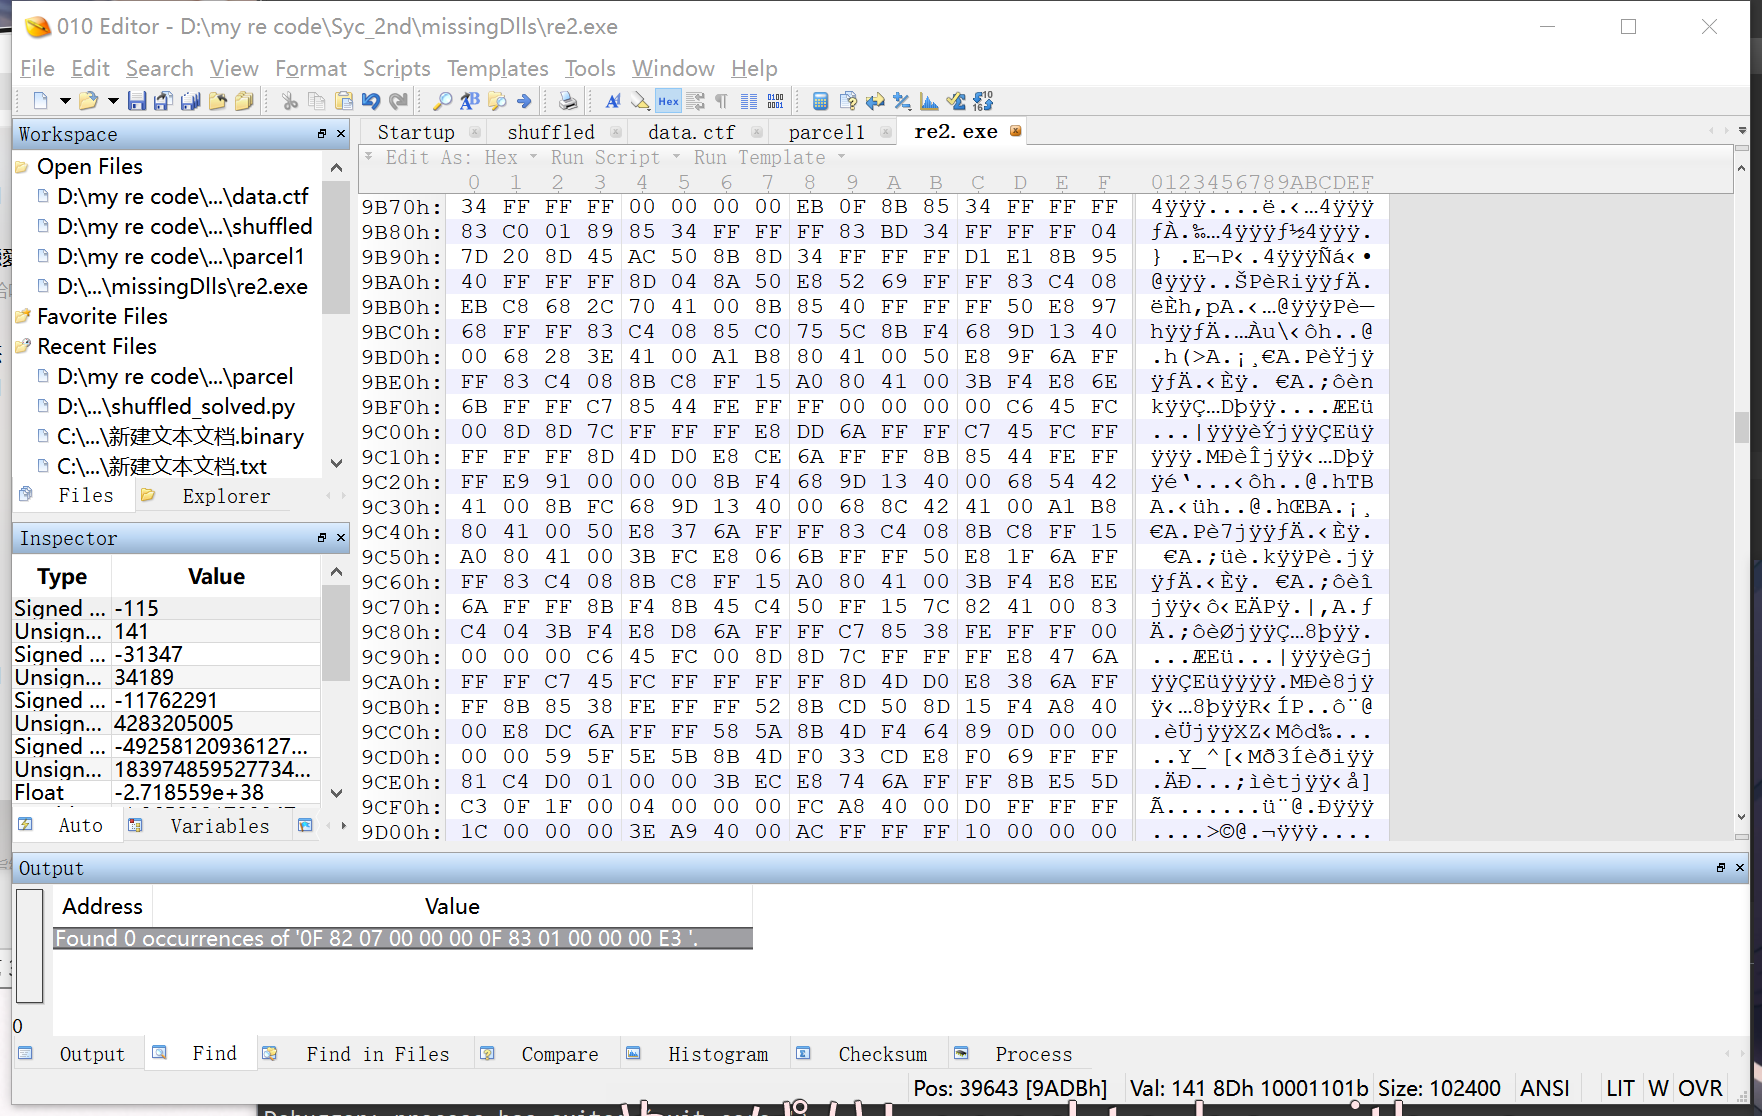 010 Editor - D:\my re code\Syc_2nd\missingDlls\re2.exe
File Edit Search View Format Scripts Templates Tools Window Help
Workspace
Open Files
D:\my re code\...\data.ctf
D:\my re code\...\shuffled
D:\my re code\...\parcel1
D:\...\missingDlls\re2.exe
Favorite Files
Recent Files
D:\my re code\...\parcel
D:\...\shuffled_solved.py
C:\...\新建文本文档.binary
C:\...\新建文本文档.txt
Files Explorer
Inspector
Type Value
Signed ... -115
Unsign... 141
Signed ... -31347
Unsign... 34189
Signed ... -11762291
Unsign... 4283205005
Signed ... -49258120936127...
Unsign... 183974859527734...
Float -2.718559e+38
Auto Variables
Startup shuffled data.ctf parcel1 re2.exe
Edit As: Hex Run Script Run Template
0 1 2 3 4 5 6 7 8 9 A B C D E F 0123456789ABCDEF
9B70h: 34 FF FF FF 00 00 00 00 EB 0F 8B 85 34 FF FF FF 4ÿÿÿ....ë.‹…4ÿÿÿ
9B80h: 83 C0 01 89 85 34 FF FF FF 83 BD 34 FF FF FF 04 ƒÀ.‰…4ÿÿÿƒ½4ÿÿÿ.
9B90h: 7D 20 8D 45 AC 50 8B 8D 34 FF FF FF D1 E1 8B 95 } .E¬P‹.4ÿÿÿÑá‹•
9BA0h: 40 FF FF FF 8D 04 8A 50 E8 52 69 FF FF 83 C4 08 @ÿÿÿ..ŠPèRiÿÿƒÄ.
9BB0h: EB C8 68 2C 70 41 00 8B 85 40 FF FF FF 50 E8 97 ëÈh,pA.‹…@ÿÿÿPè—
9BC0h: 68 FF FF 83 C4 08 85 C0 75 5C 8B F4 68 9D 13 40 hÿÿƒÄ.…Àu\‹ôh..@
9BD0h: 00 68 28 3E 41 00 A1 B8 80 41 00 50 E8 9F 6A FF .h(>A.¡¸€A.PèŸjÿ
9BE0h: FF 83 C4 08 8B C8 FF 15 A0 80 41 00 3B F4 E8 6E ÿƒÄ.‹Èÿ. €A.;ôèn
9BF0h: 6B FF FF C7 85 44 FE FF FF 00 00 00 00 C6 45 FC kÿÿÇ…Dþÿÿ....ÆEü
9C00h: 00 8D 8D 7C FF FF FF E8 DD 6A FF FF C7 45 FC FF ...|ÿÿÿèÝjÿÿÇEüÿ
9C10h: FF FF FF 8D 4D D0 E8 CE 6A FF FF 8B 85 44 FE FF ÿÿÿ.MÐèÎjÿÿ‹…Dþÿ
9C20h: FF E9 91 00 00 00 8B F4 68 9D 13 40 00 68 54 42 ÿé‘...‹ôh..@.hTB
9C30h: 41 00 8B FC 68 9D 13 40 00 68 8C 42 41 00 A1 B8 A.‹üh..@.hŒBA.¡¸
9C40h: 80 41 00 50 E8 37 6A FF FF 83 C4 08 8B C8 FF 15 €A.Pè7jÿÿƒÄ.‹Èÿ.
9C50h: A0 80 41 00 3B FC E8 06 6B FF FF 50 E8 1F 6A FF  €A.;üè.kÿÿPè.jÿ
9C60h: FF 83 C4 08 8B C8 FF 15 A0 80 41 00 3B F4 E8 EE ÿƒÄ.‹Èÿ. €A.;ôèî
9C70h: 6A FF FF 8B F4 8B 45 C4 50 FF 15 7C 82 41 00 83 jÿÿ‹ô‹EÄPÿ.|‚A.ƒ
9C80h: C4 04 3B F4 E8 D8 6A FF FF C7 85 38 FE FF FF 00 Ä.;ôèØjÿÿÇ…8þÿÿ.
9C90h: 00 00 00 C6 45 FC 00 8D 8D 7C FF FF FF E8 47 6A ...ÆEü...|ÿÿÿèGj
9CA0h: FF FF C7 45 FC FF FF FF FF 8D 4D D0 E8 38 6A FF ÿÿÇEüÿÿÿÿ.MÐè8jÿ
9CB0h: FF 8B 85 38 FE FF FF 52 8B CD 50 8D 15 F4 A8 40 ÿ‹…8þÿÿR‹ÍP..ô¨@
9CC0h: 00 E8 DC 6A FF FF 58 5A 8B 4D F4 64 89 0D 00 00 .èÜjÿÿXZ‹Môd‰...
9CD0h: 00 00 59 5F 5E 5B 8B 4D F0 33 CD E8 F0 69 FF FF ..Y_^[‹Mð3Íèðiÿÿ
9CE0h: 81 C4 D0 01 00 00 3B EC E8 74 6A FF FF 8B E5 5D .ÄÐ...;ìètjÿÿ‹å]
9CF0h: C3 0F 1F 00 04 00 00 00 FC A8 40 00 D0 FF FF FF Ã.......ü¨@.Ðÿÿÿ
9D00h: 1C 00 00 00 3E A9 40 00 AC FF FF FF 10 00 00 00 ....>©@.¬ÿÿÿ....
Output
Address Value
Found 0 occurrences of '0F 82 07 00 00 00 0F 83 01 00 00 00 E3 '.
0
Output Find Find in Files Compare Histogram Checksum Process
Pos: 39643 [9ADBh] Val: 141 8Dh 10001101b Size: 102400 ANSI LIT W OVR